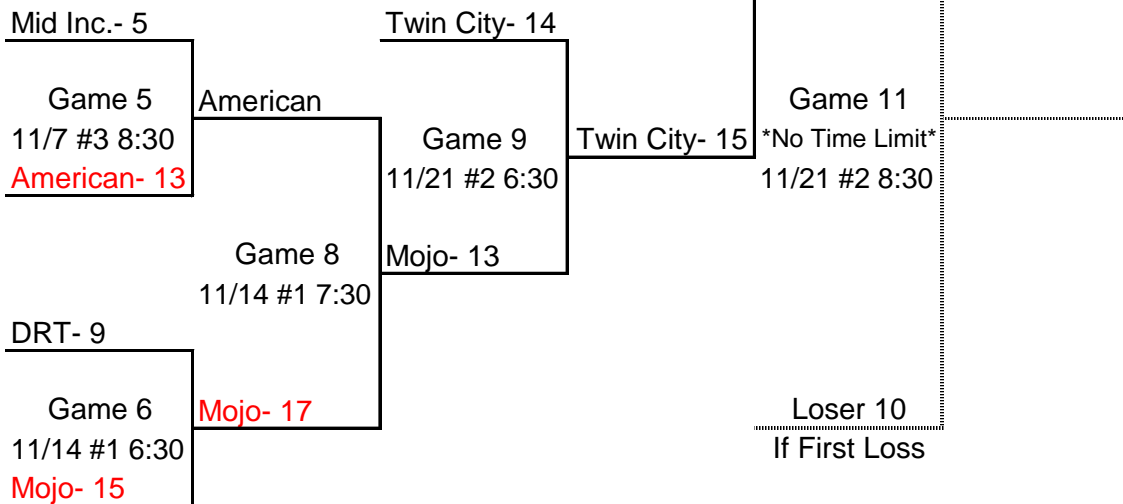 Mid Inc.- 5
Twin City- 14
Game 5
American
Game 11
11/7 #3 8:30
Game 9
Twin City- 15
*No Time Limit*
American- 13
11/21 #2 6:30
11/21 #2 8:30
Game 8
Mojo- 13
11/14 #1 7:30
DRT- 9
Game 6
Mojo- 17
Loser 10
11/14 #1 6:30
If First Loss
Mojo- 15